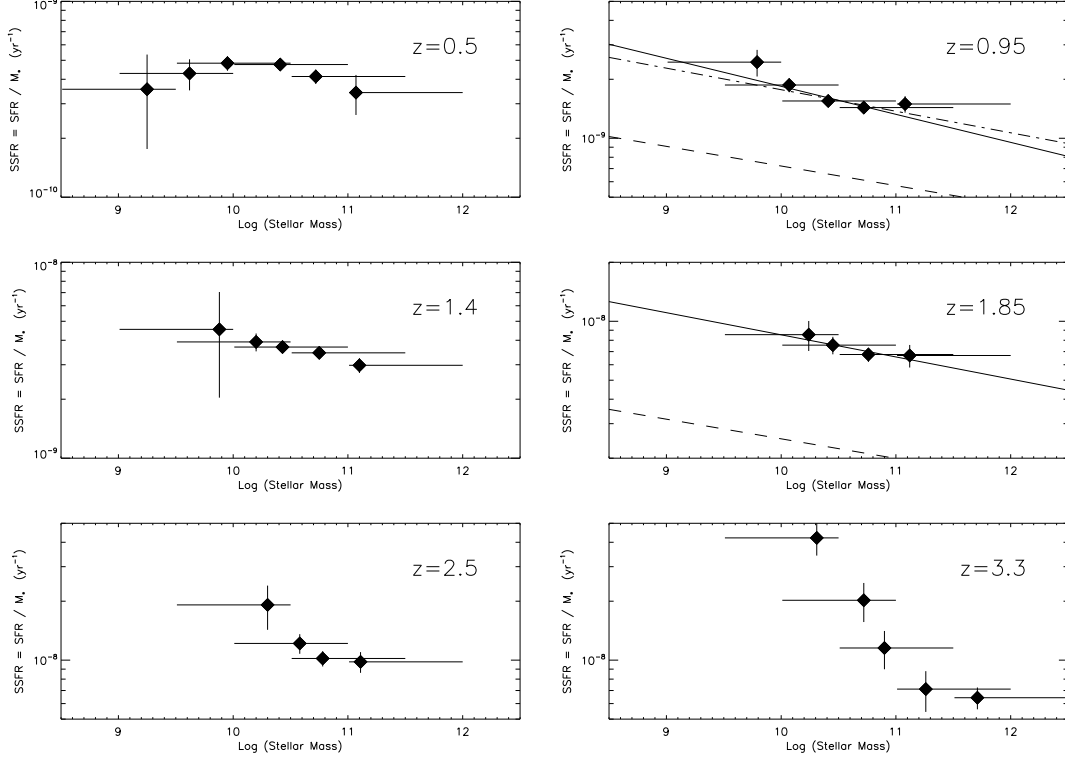 10⁻⁹
z=0.5
SSFR = SFR / M⋆ (yr⁻¹)
10⁻¹⁰
9 10 11 12
Log (Stellar Mass)
z=0.95
SSFR = SFR / M⋆ (yr⁻¹)
10⁻⁹
9 10 11 12
Log (Stellar Mass)
10⁻⁸
z=1.4
SSFR = SFR / M⋆ (yr⁻¹)
10⁻⁹
9 10 11 12
Log (Stellar Mass)
z=1.85
10⁻⁸
SSFR = SFR / M⋆ (yr⁻¹)
9 10 11 12
Log (Stellar Mass)
z=2.5
SSFR = SFR / M⋆ (yr⁻¹)
10⁻⁸
9 10 11 12
Log (Stellar Mass)
z=3.3
SSFR = SFR / M⋆ (yr⁻¹)
10⁻⁸
9 10 11 12
Log (Stellar Mass)